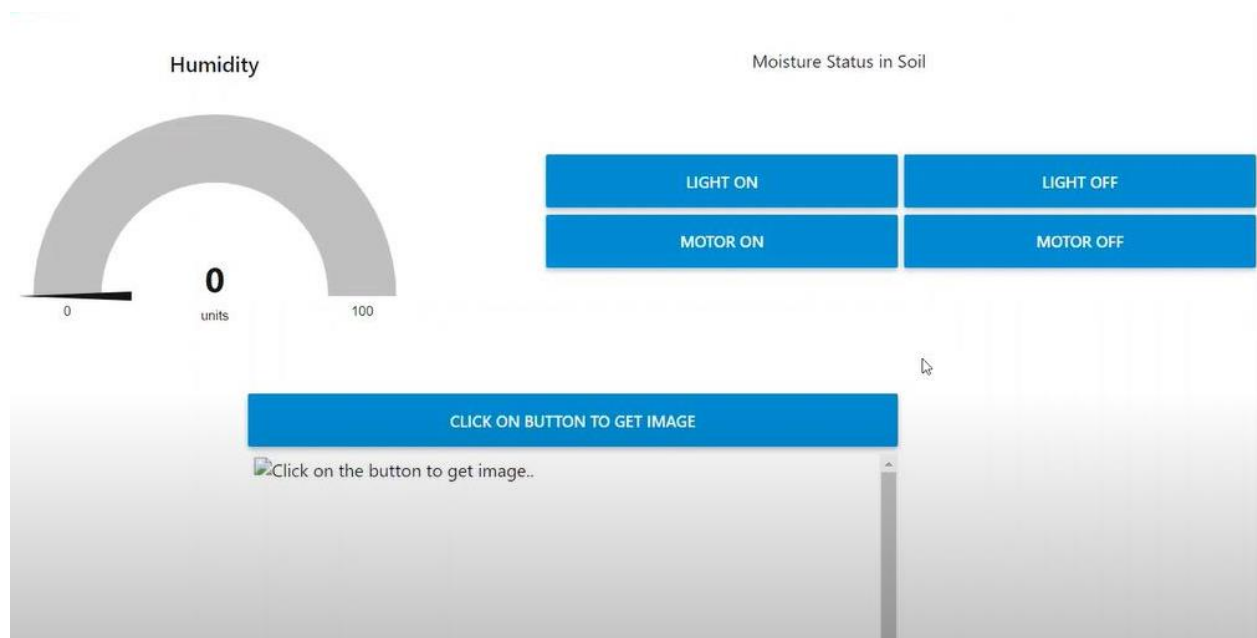 Humidity
Moisture Status in Soil
LIGHT ON
LIGHT OFF
MOTOR ON
MOTOR OFF
0
units
0
100
CLICK ON BUTTON TO GET IMAGE
Click on the button to get image..